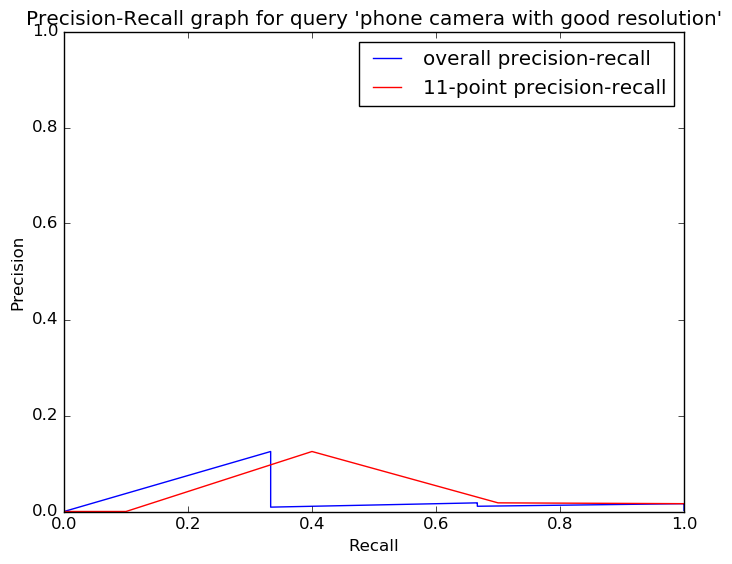 Precision-Recall graph for query 'phone camera with good resolution'
1.0
overall precision-recall
11-point precision-recall
0.8
0.6
Precision
0.4
0.2
0.0
0.0 0.2 0.4 0.6 0.8 1.0
Recall